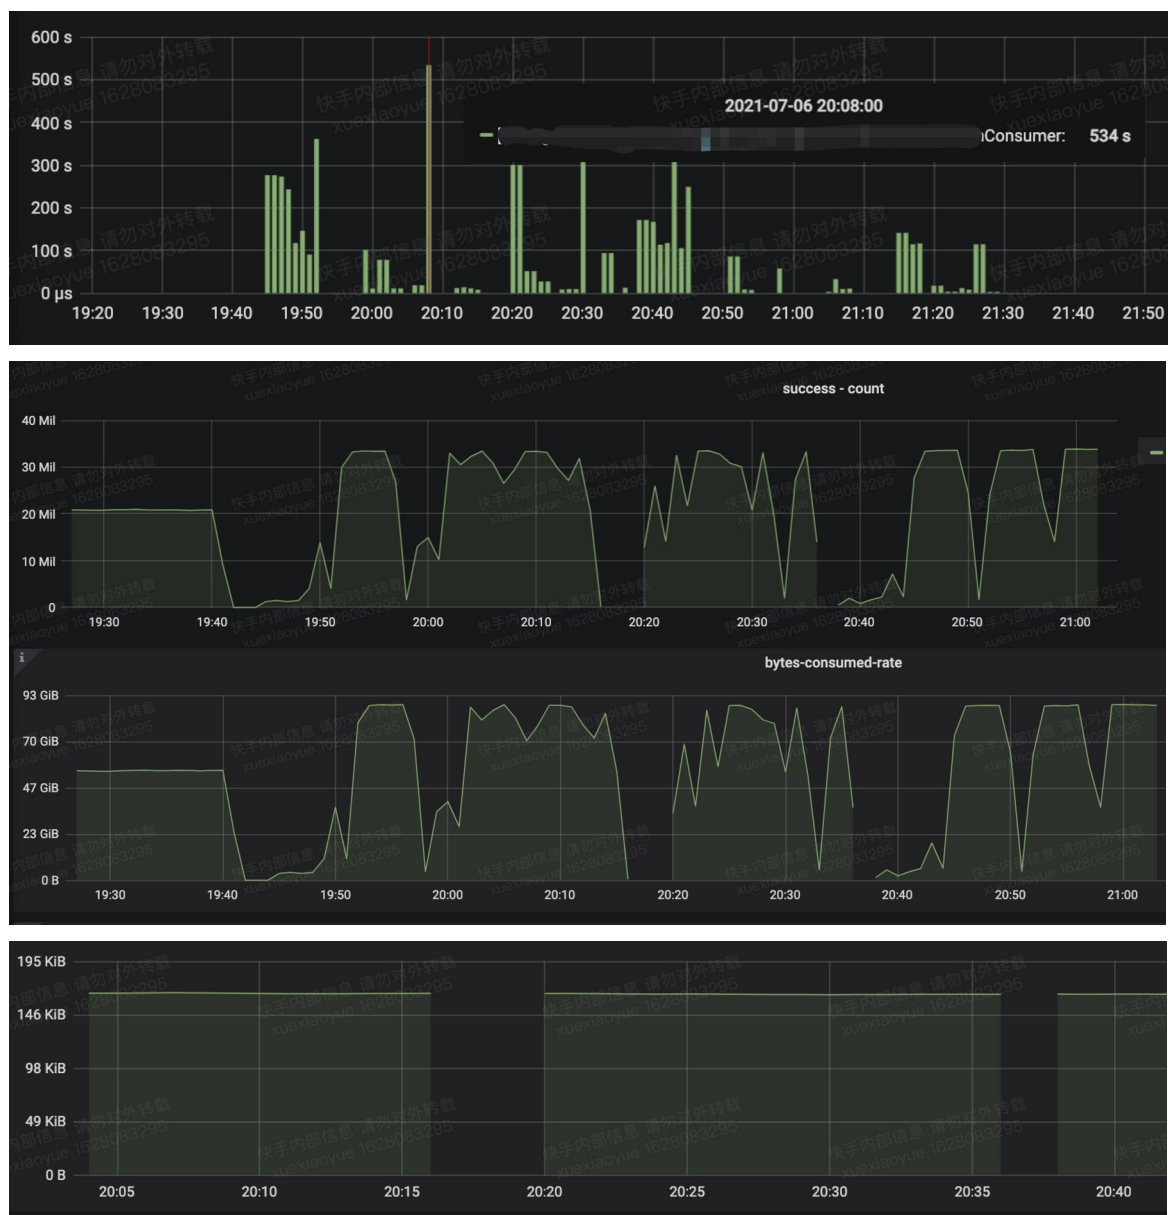 600 s
500 s
400 s
300 s
200 s
100 s
0 µs
2021-07-06 20:08:00
Consumer: 534 s
19:20 19:30 19:40 19:50 20:00 20:10 20:20 20:30 20:40 20:50 21:00 21:10 21:20 21:30 21:40 21:50
快手内部信息 请勿对外转载
xuexiaoyue 1628083295
success - count
40 Mil
30 Mil
20 Mil
10 Mil
0
19:30 19:40 19:50 20:00 20:10 20:20 20:30 20:40 20:50 21:00
bytes-consumed-rate
93 GiB
70 GiB
47 GiB
23 GiB
0 B
19:30 19:40 19:50 20:00 20:10 20:20 20:30 20:40 20:50 21:00
195 KiB
146 KiB
98 KiB
49 KiB
0 B
20:05 20:10 20:15 20:20 20:25 20:30 20:35 20:40